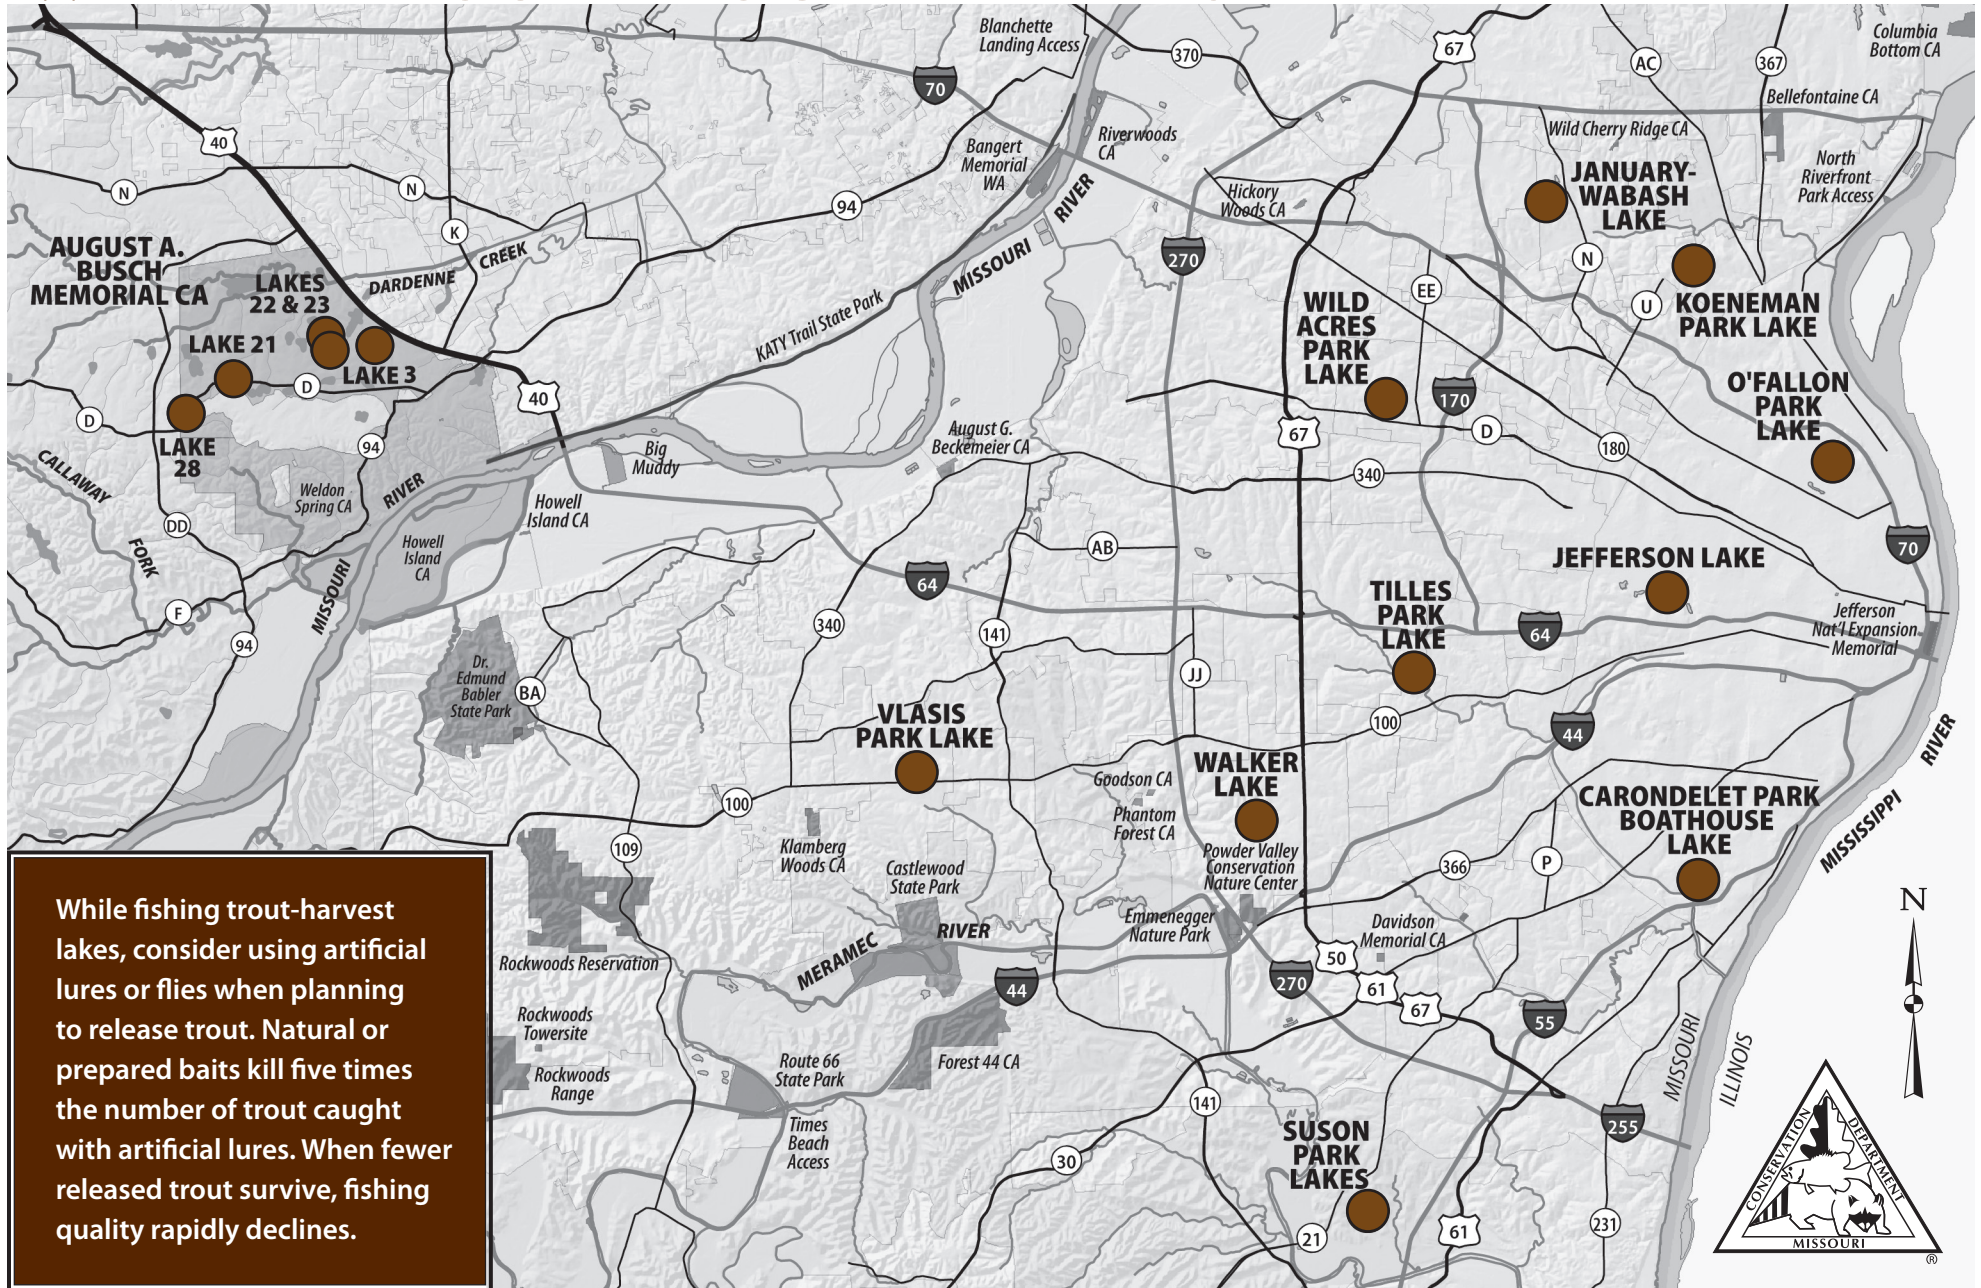 Blanchette
Landing Access
370
67
AC
367
Columbia
Bottom CA
70
Bellefontaine CA
40
Riverwoods
CA
Wild Cherry Ridge CA
Bangert
Memorial
WA
North
Riverfront
Park Access
JANUARY-
WABASH
LAKE
N
N
94
Hickory
Woods CA
RIVER
K
AUGUST A.
BUSCH
MEMORIAL CA
DARDENNE CREEK
MISSOURI
270
N
LAKES
22 & 23
EE
U
KOENEMAN
PARK LAKE
WILD
ACRES
PARK
LAKE
KATY Trail State Park
LAKE 21
LAKE 3
D
40
170
O'FALLON
PARK
LAKE
D
LAKE
28
94
67
D
180
August G.
Beckemeier CA
Big
Muddy
340
CALLAWAY
FORK
Weldon
Spring CA
RIVER
Howell
Island CA
DD
Howell
Island
CA
AB
70
JEFFERSON LAKE
64
MISSOURI
TILLES
PARK
LAKE
F
94
340
141
64
Jefferson
Nat'l Expansion
Memorial
Dr.
Edmund
Babler
State Park
BA
JJ
VLASIS
PARK LAKE
100
44
RIVER
WALKER
LAKE
Goodson CA
CARONDELET PARK
BOATHOUSE
LAKE
100
Phantom
Forest CA
MISSISSIPPI
109
Klamberg
Woods CA
Castlewood
State Park
Powder Valley
Conservation
Nature Center
366
P
While fishing trout-harvest
lakes, consider using artificial
lures or flies when planning
to release trout. Natural or
prepared baits kill five times
the number of trout caught
with artificial lures. When fewer
released trout survive, fishing
quality rapidly declines.
N
Emmenegger
Nature Park
Davidson
Memorial CA
MERAMEC RIVER
Rockwoods Reservation
50
270
61
67
44
55
Rockwoods
Towersite
MISSOURI
ILLINOIS
Route 66
State Park
Forest 44 CA
Rockwoods
Range
141
255
Times
Beach
Access
SUSON
PARK
LAKES
30
21
61
231
CONSERVATION
DEPARTMENT
MISSOURI
®